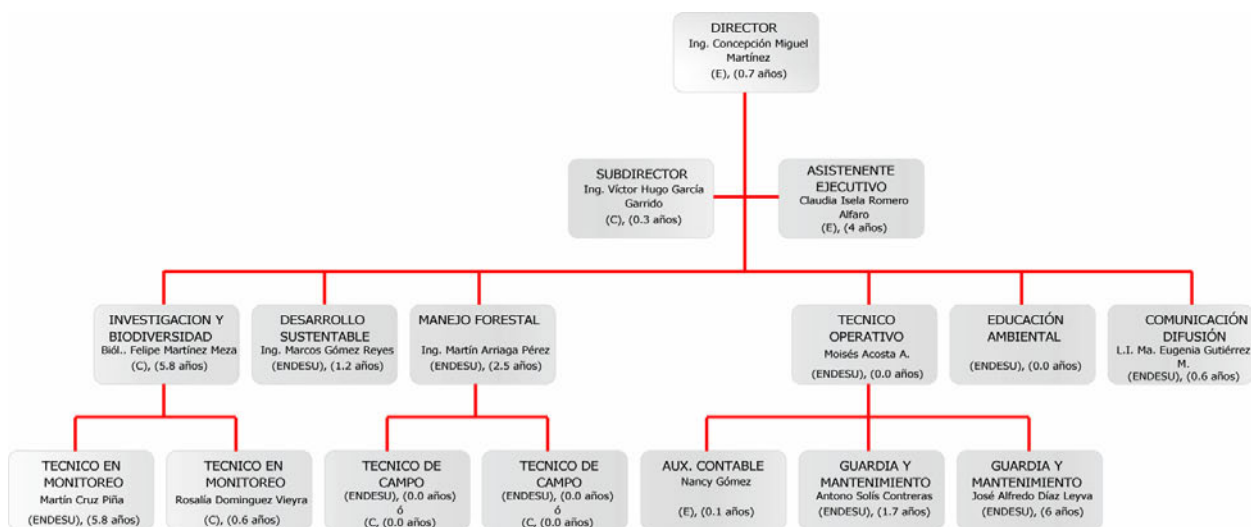 DIRECTOR
Ing. Concepción Miguel
Martínez
(E), (0.7 años)
SUBDIRECTOR
Ing. Víctor Hugo García
Garrido
(C), (0.3 años)
ASISTENENTE
EJECUTIVO
Claudia Isela Romero
Alfaro
(E), (4 años)
INVESTIGACION Y
BIODIVERSIDAD
Biól.. Felipe Martínez Meza
(C), (5.8 años)
DESARROLLO
SUSTENTABLE
Ing. Marcos Gómez Reyes
(ENDESU), (1.2 años)
MANEJO FORESTAL
Ing. Martín Arriaga Pérez
(ENDESU), (2.5 años)
TECNICO
OPERATIVO
Moisés Acosta A.
(ENDESU), (0.0 años)
EDUCACIÓN
AMBIENTAL
(ENDESU), (0.0 años)
COMUNICACIÓN
DIFUSIÓN
L.I. Ma. Eugenia Gutiérrez
M.
(ENDESU), (0.6 años)
TECNICO EN
MONITOREO
Martín Cruz Piña
(ENDESU), (5.8 años)
TECNICO EN
MONITOREO
Rosalía Dominguez Vieyra
(C), (0.6 años)
TECNICO DE
CAMPO
(ENDESU), (0.0 años)
ó
(C, (0.0 años)
TECNICO DE
CAMPO
(ENDESU), (0.0 años)
ó
(C, (0.0 años)
AUX. CONTABLE
Nancy Gómez
(E), (0.1 años)
GUARDIA Y
MANTENIMIENTO
Antono Solís Contreras
(ENDESU), (1.7 años)
GUARDIA Y
MANTENIMIENTO
José Alfredo Díaz Leyva
(ENDESU), (6 años)